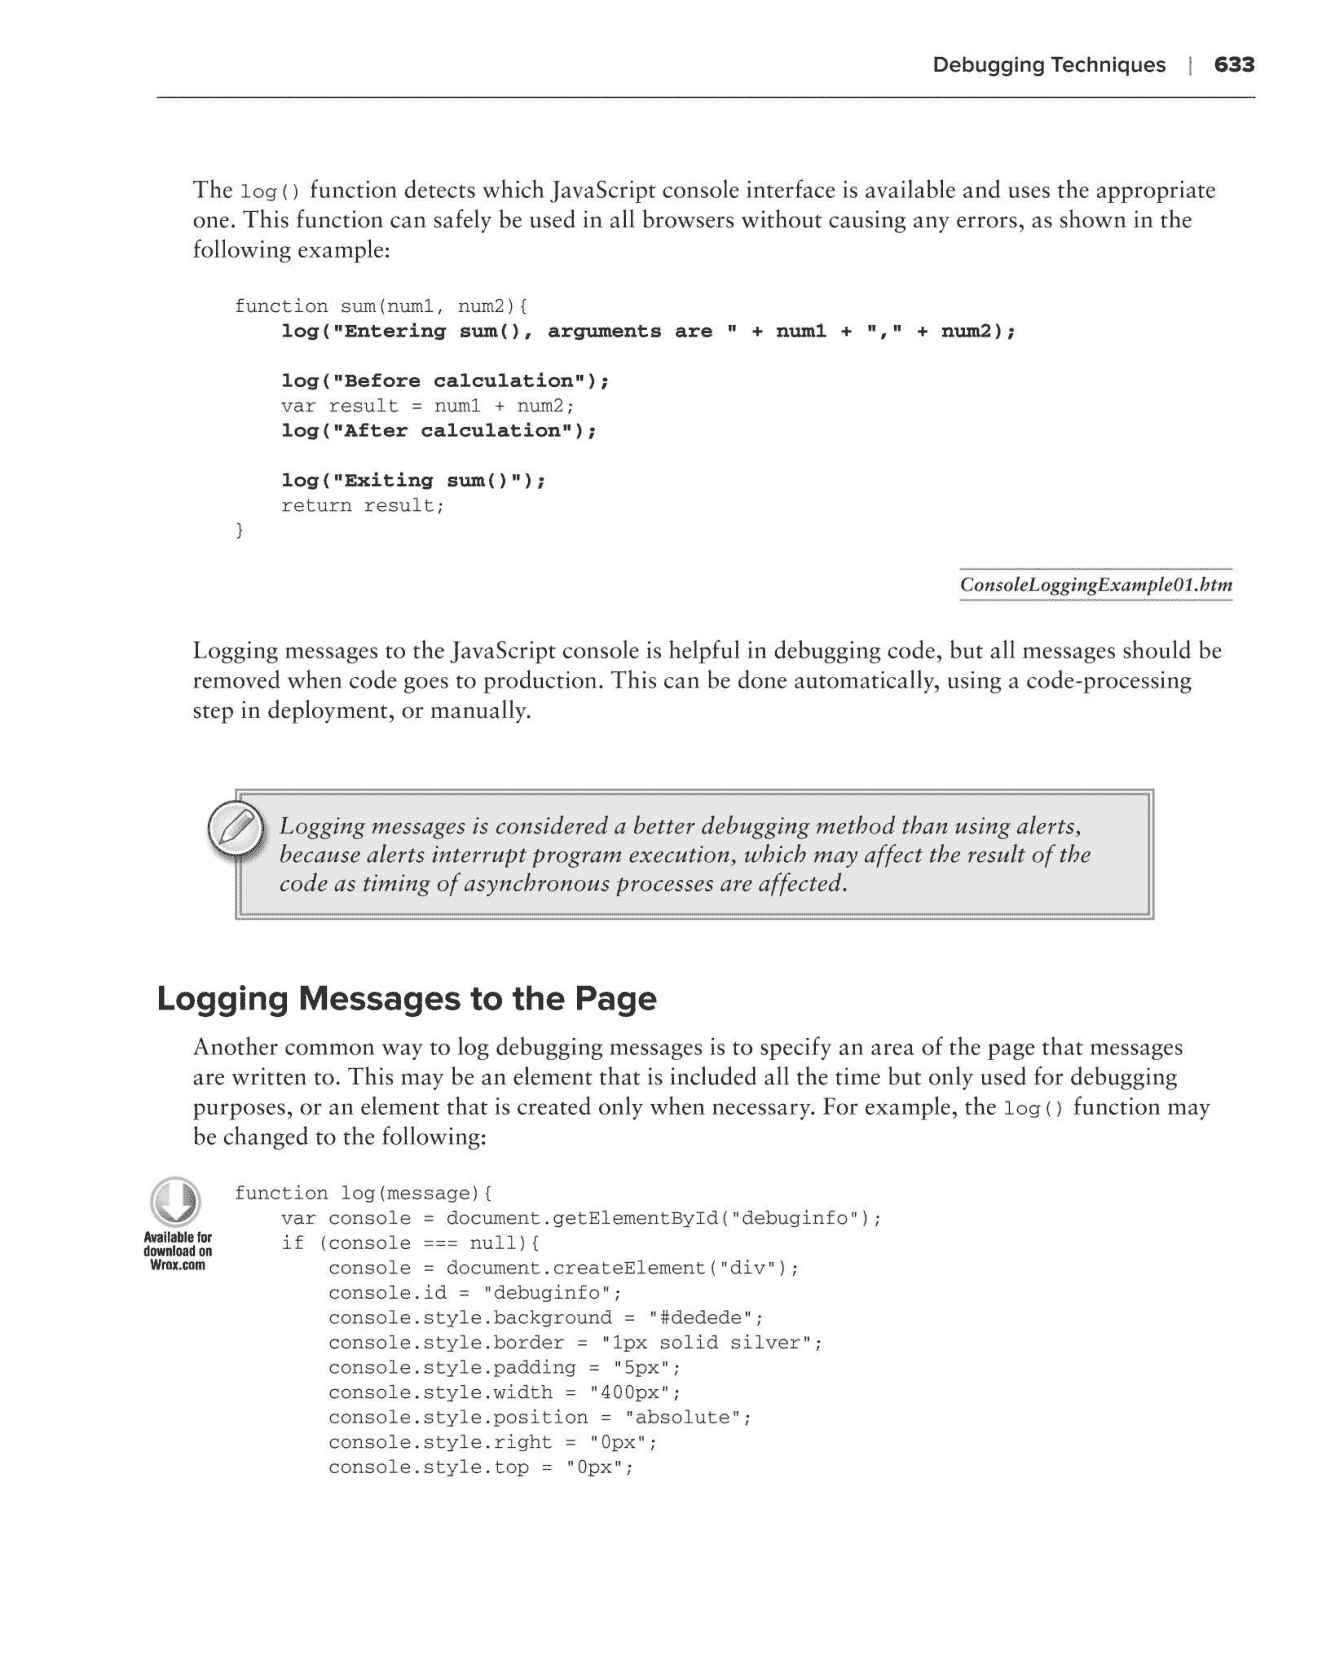 Debugging Techniques | 633
The log() function detects which JavaScript console interface is available and uses the appropriate
one. This function can safely be used in all browsers without causing any errors, as shown in the
following example:
function sum(num1, num2){
    log("Entering sum(), arguments are " + num1 + "," + num2);
    log("Before calculation");
    var result = num1 + num2;
    log("After calculation");
    log("Exiting sum()");
    return result;
}
ConsoleLoggingExample01.htm
Logging messages to the JavaScript console is helpful in debugging code, but all messages should be
removed when code goes to production. This can be done automatically, using a code-processing
step in deployment, or manually.
Logging messages is considered a better debugging method than using alerts,
because alerts interrupt program execution, which may affect the result of the
code as timing of asynchronous processes are affected.
Logging Messages to the Page
Another common way to log debugging messages is to specify an area of the page that messages
are written to. This may be an element that is included all the time but only used for debugging
purposes, or an element that is created only when necessary. For example, the log() function may
be changed to the following:
Available for
download on
Wrox.com
function log(message){
    var console = document.getElementById("debuginfo");
    if (console === null){
        console = document.createElement("div");
        console.id = "debuginfo";
        console.style.background = "#dedede";
        console.style.border = "1px solid silver";
        console.style.padding = "5px";
        console.style.width = "400px";
        console.style.position = "absolute";
        console.style.right = "0px";
        console.style.top = "0px";